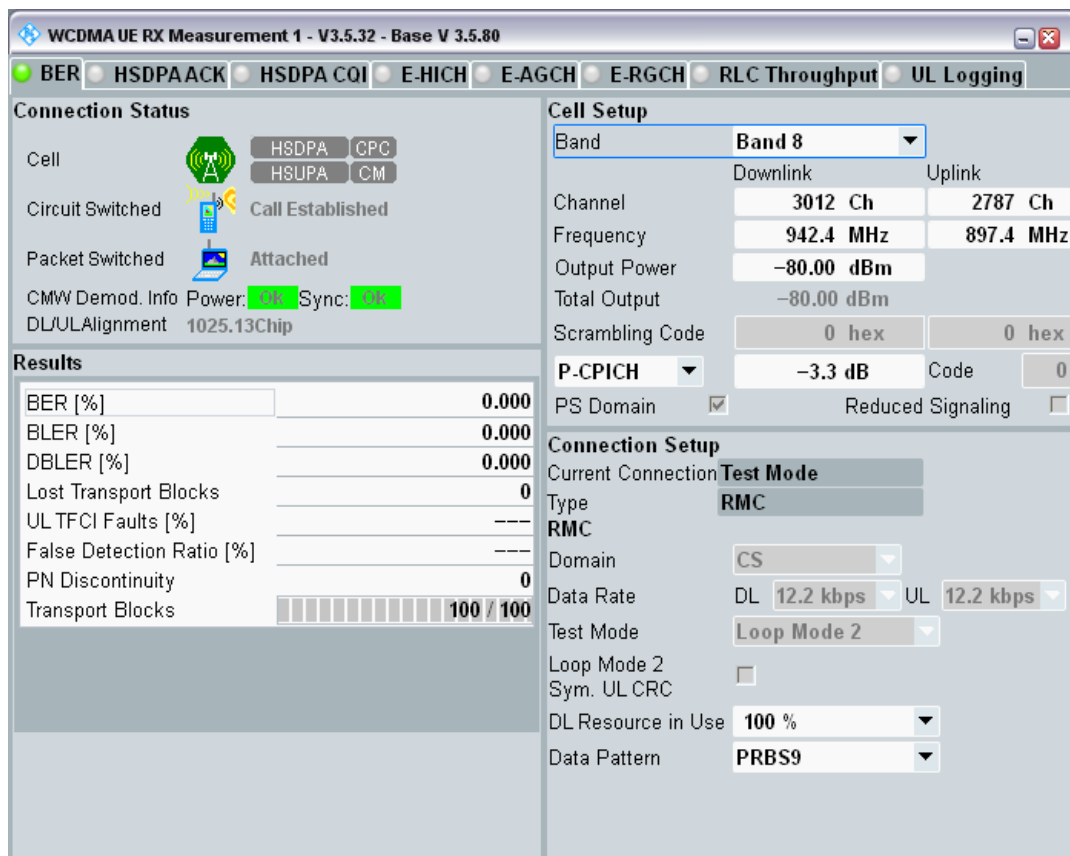 WCDMA UE RX Measurement 1 - V3.5.32 - Base V 3.5.80
BER HSDPA ACK HSDPA CQI E-HICH E-AGCH E-RGCH RLC Throughput UL Logging
Connection Status
Cell HSDPA CPC
HSUPA CM
Circuit Switched Call Established
Packet Switched Attached
CMW Demod. Info Power: Ok Sync: Ok
DL/ULAlignment 1025.13Chip
Results
BER [%] 0.000
BLER [%] 0.000
DBLER [%] 0.000
Lost Transport Blocks 0
UL TFCI Faults [%] ---
False Detection Ratio [%] ---
PN Discontinuity 0
Transport Blocks 100 / 100
Cell Setup
Band Band 8
Downlink Uplink
Channel 3012 Ch 2787 Ch
Frequency 942.4 MHz 897.4 MHz
Output Power −80.00 dBm
Total Output −80.00 dBm
Scrambling Code 0 hex 0 hex
P-CPICH −3.3 dB Code 0
PS Domain Reduced Signaling
Connection Setup
Current Connection Test Mode
Type RMC
RMC
Domain CS
Data Rate DL 12.2 kbps UL 12.2 kbps
Test Mode Loop Mode 2
Loop Mode 2
Sym. UL CRC
DL Resource in Use 100 %
Data Pattern PRBS9